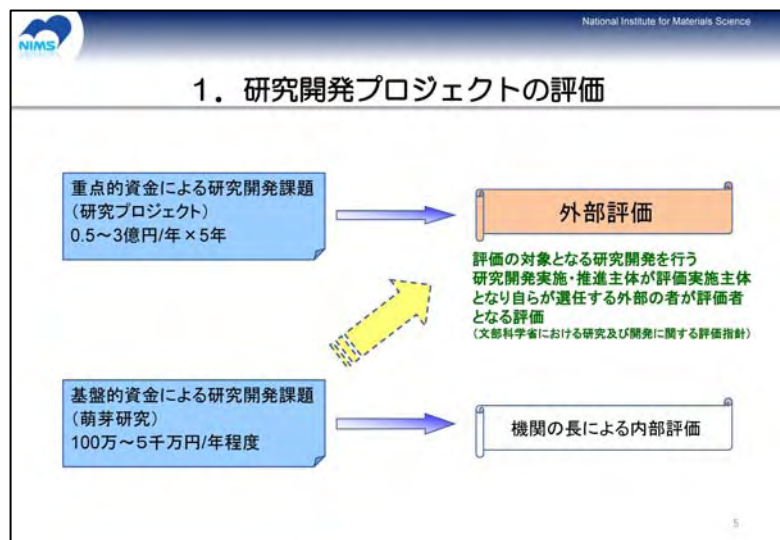 NIMS
National Institute for Materials Science
1．研究開発プロジェクトの評価
重点的資金による研究開発課題
（研究プロジェクト）
0.5～3億円/年×5年
外部評価
評価の対象となる研究開発を行う
研究開発実施・推進主体が評価実施主体
となり自らが選任する外部の者が評価者
となる評価
（文部科学省における研究及び開発に関する評価指針）
基盤的資金による研究開発課題
（萌芽研究）
100万～5千万円/年程度
機関の長による内部評価
5